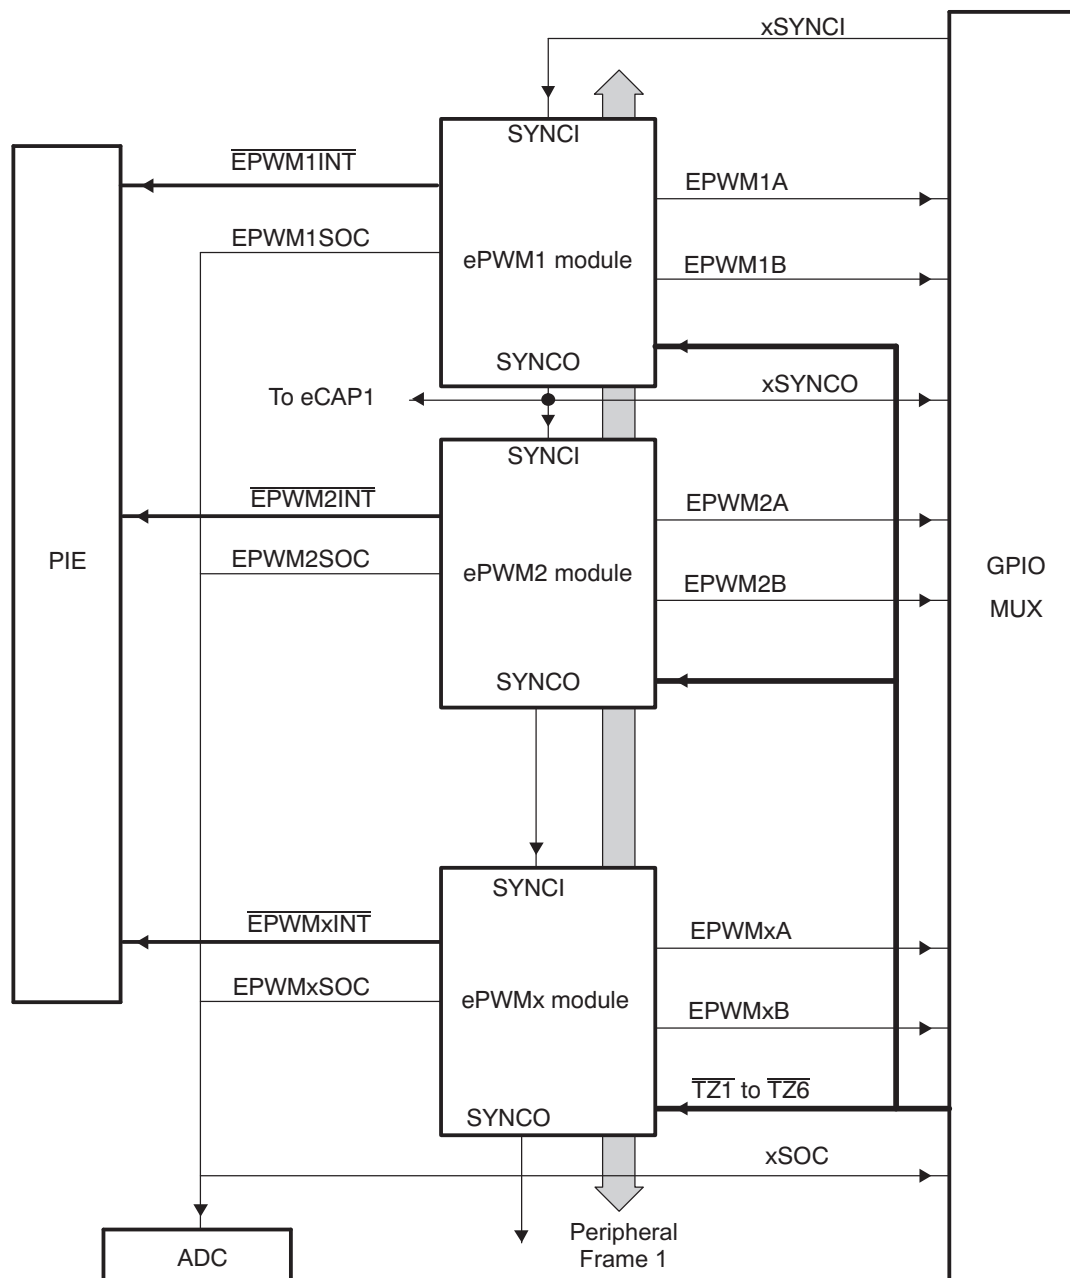 xSYNCI
SYNCI
EPWM1INT
EPWM1A
EPWM1SOC
ePWM1 module
EPWM1B
SYNCO
To eCAP1
xSYNCO
SYNCI
EPWM2INT
EPWM2A
PIE
EPWM2SOC
ePWM2 module
EPWM2B
GPIO
MUX
SYNCO
SYNCI
EPWMxINT
EPWMxA
EPWMxSOC
ePWMx module
EPWMxB
TZ1 to TZ6
SYNCO
xSOC
Peripheral
Frame 1
ADC